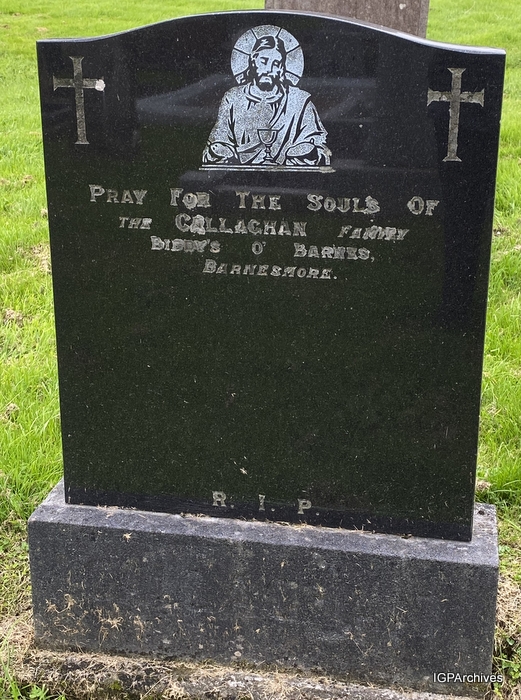 PRAY FOR THE SOULS OF
THE CALLAGHAN FAMILY
BIDDY'S O' BARNES,
BARNESMORE.
R. I. P
IGPArchives